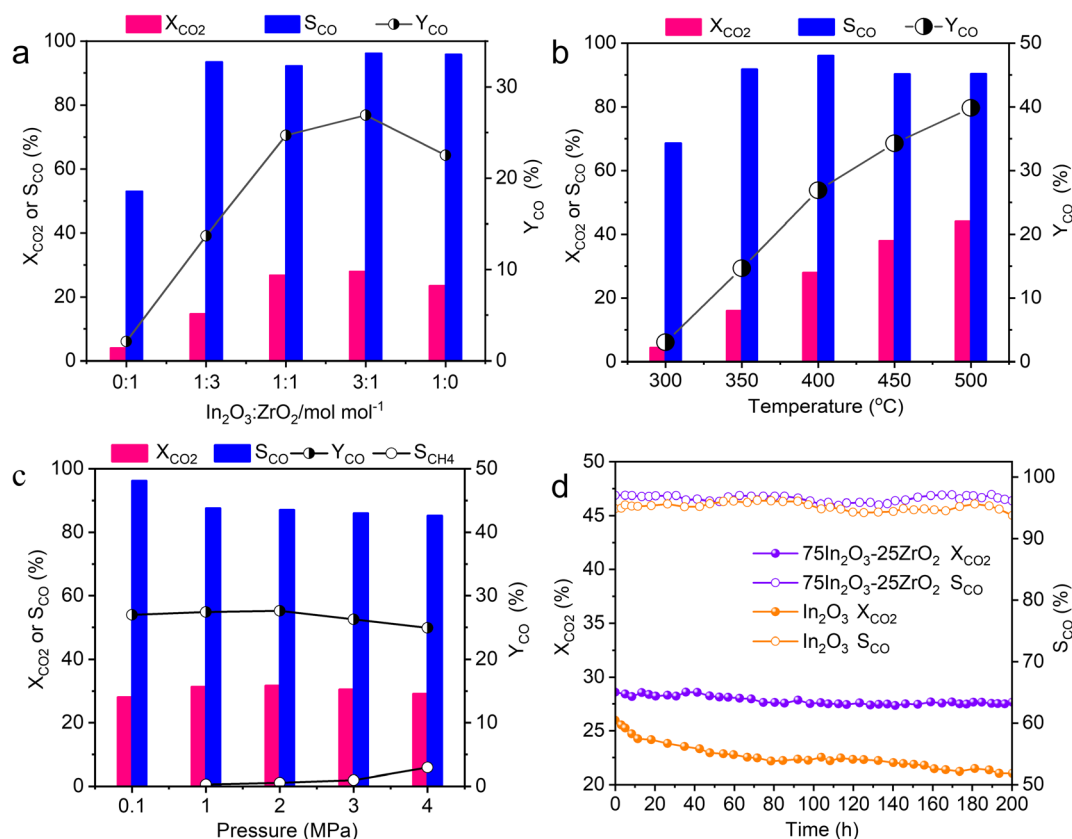 X_CO2 S_CO Y_CO
a
100
80
60
40
20
0
X_CO2 or S_CO (%)
30
20
10
0
Y_CO (%)
0:1 1:3 1:1 3:1 1:0
In2O3:ZrO2/mol mol-1
X_CO2 S_CO Y_CO
b
100
80
60
40
20
0
X_CO2 or S_CO (%)
50
40
30
20
10
0
Y_CO (%)
300 350 400 450 500
Temperature (oC)
X_CO2 S_CO Y_CO S_CH4
c
100
80
60
40
20
0
X_CO2 or S_CO (%)
50
40
30
20
10
0
Y_CO (%)
0.1 1 2 3 4
Pressure (MPa)
d
50
45
40
35
30
25
20
X_CO2 (%)
100
90
80
70
60
50
S_CO (%)
75In2O3-25ZrO2 X_CO2
75In2O3-25ZrO2 S_CO
In2O3 X_CO2
In2O3 S_CO
0 20 40 60 80 100 120 140 160 180 200
Time (h)